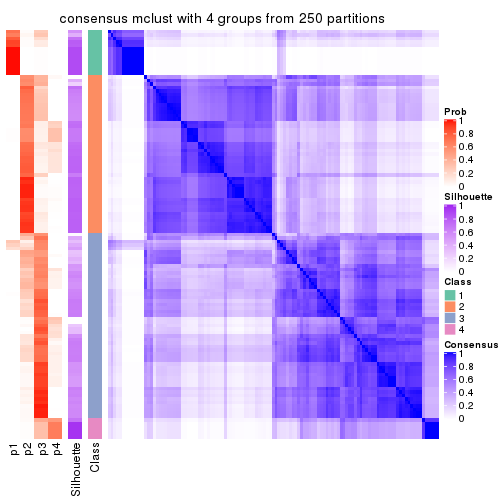 consensus mclust with 4 groups from 250 partitions
Prob
1
0.8
0.6
0.4
0.2
0
Silhouette
1
0.8
0.6
0.4
0.2
0
Class
1
2
3
4
Consensus
1
0.8
0.6
0.4
0.2
0
p1
p2
p3
p4
Silhouette
Class